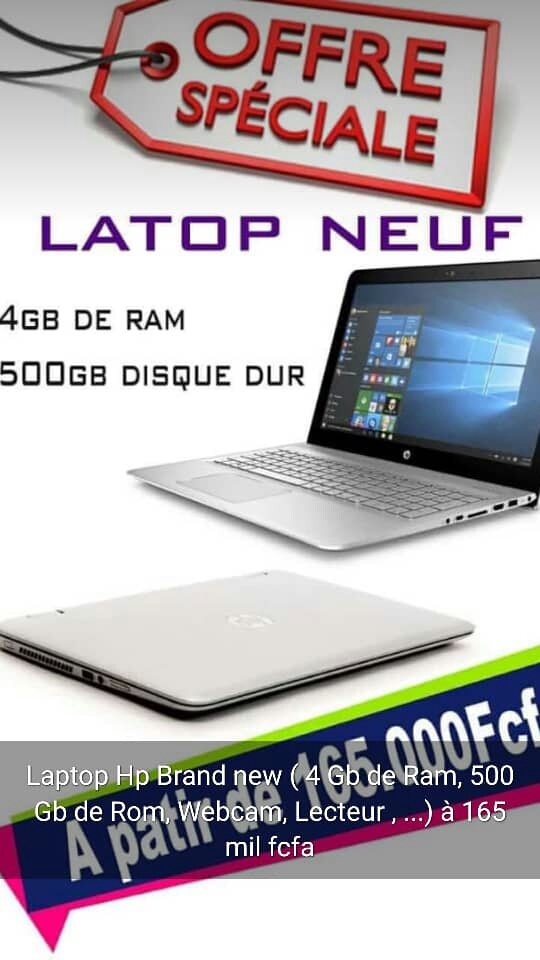 OFFRE
SPÉCIALE
LATOP NEUF
4GB DE RAM
500GB DISQUE DUR
hp
A patir de 165.000Fcf
Laptop Hp Brand new ( 4 Gb de Ram, 500
Gb de Rom, Webcam, Lecteur , ...) à 165
mil fcfa